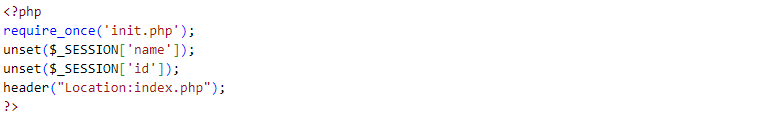 <?php
require_once('init.php');
unset($_SESSION['name']);
unset($_SESSION['id']);
header("Location:index.php");
?>